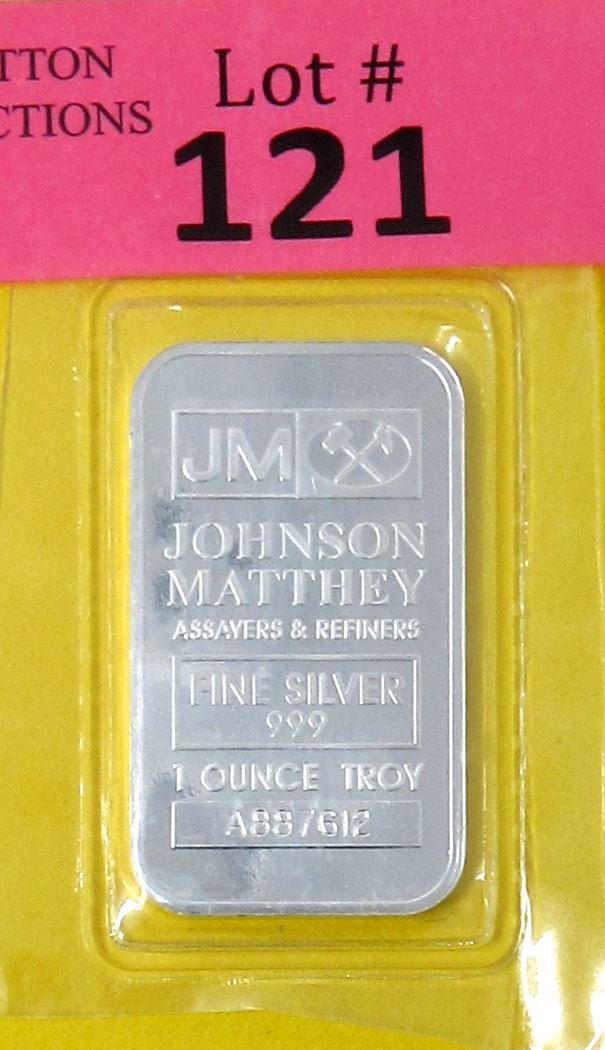 TTON
CTIONS
Lot #
121
JM
JOHNSON
MATTHEY
ASSAYERS & REFINERS
FINE SILVER
999
1 OUNCE TROY
A887612